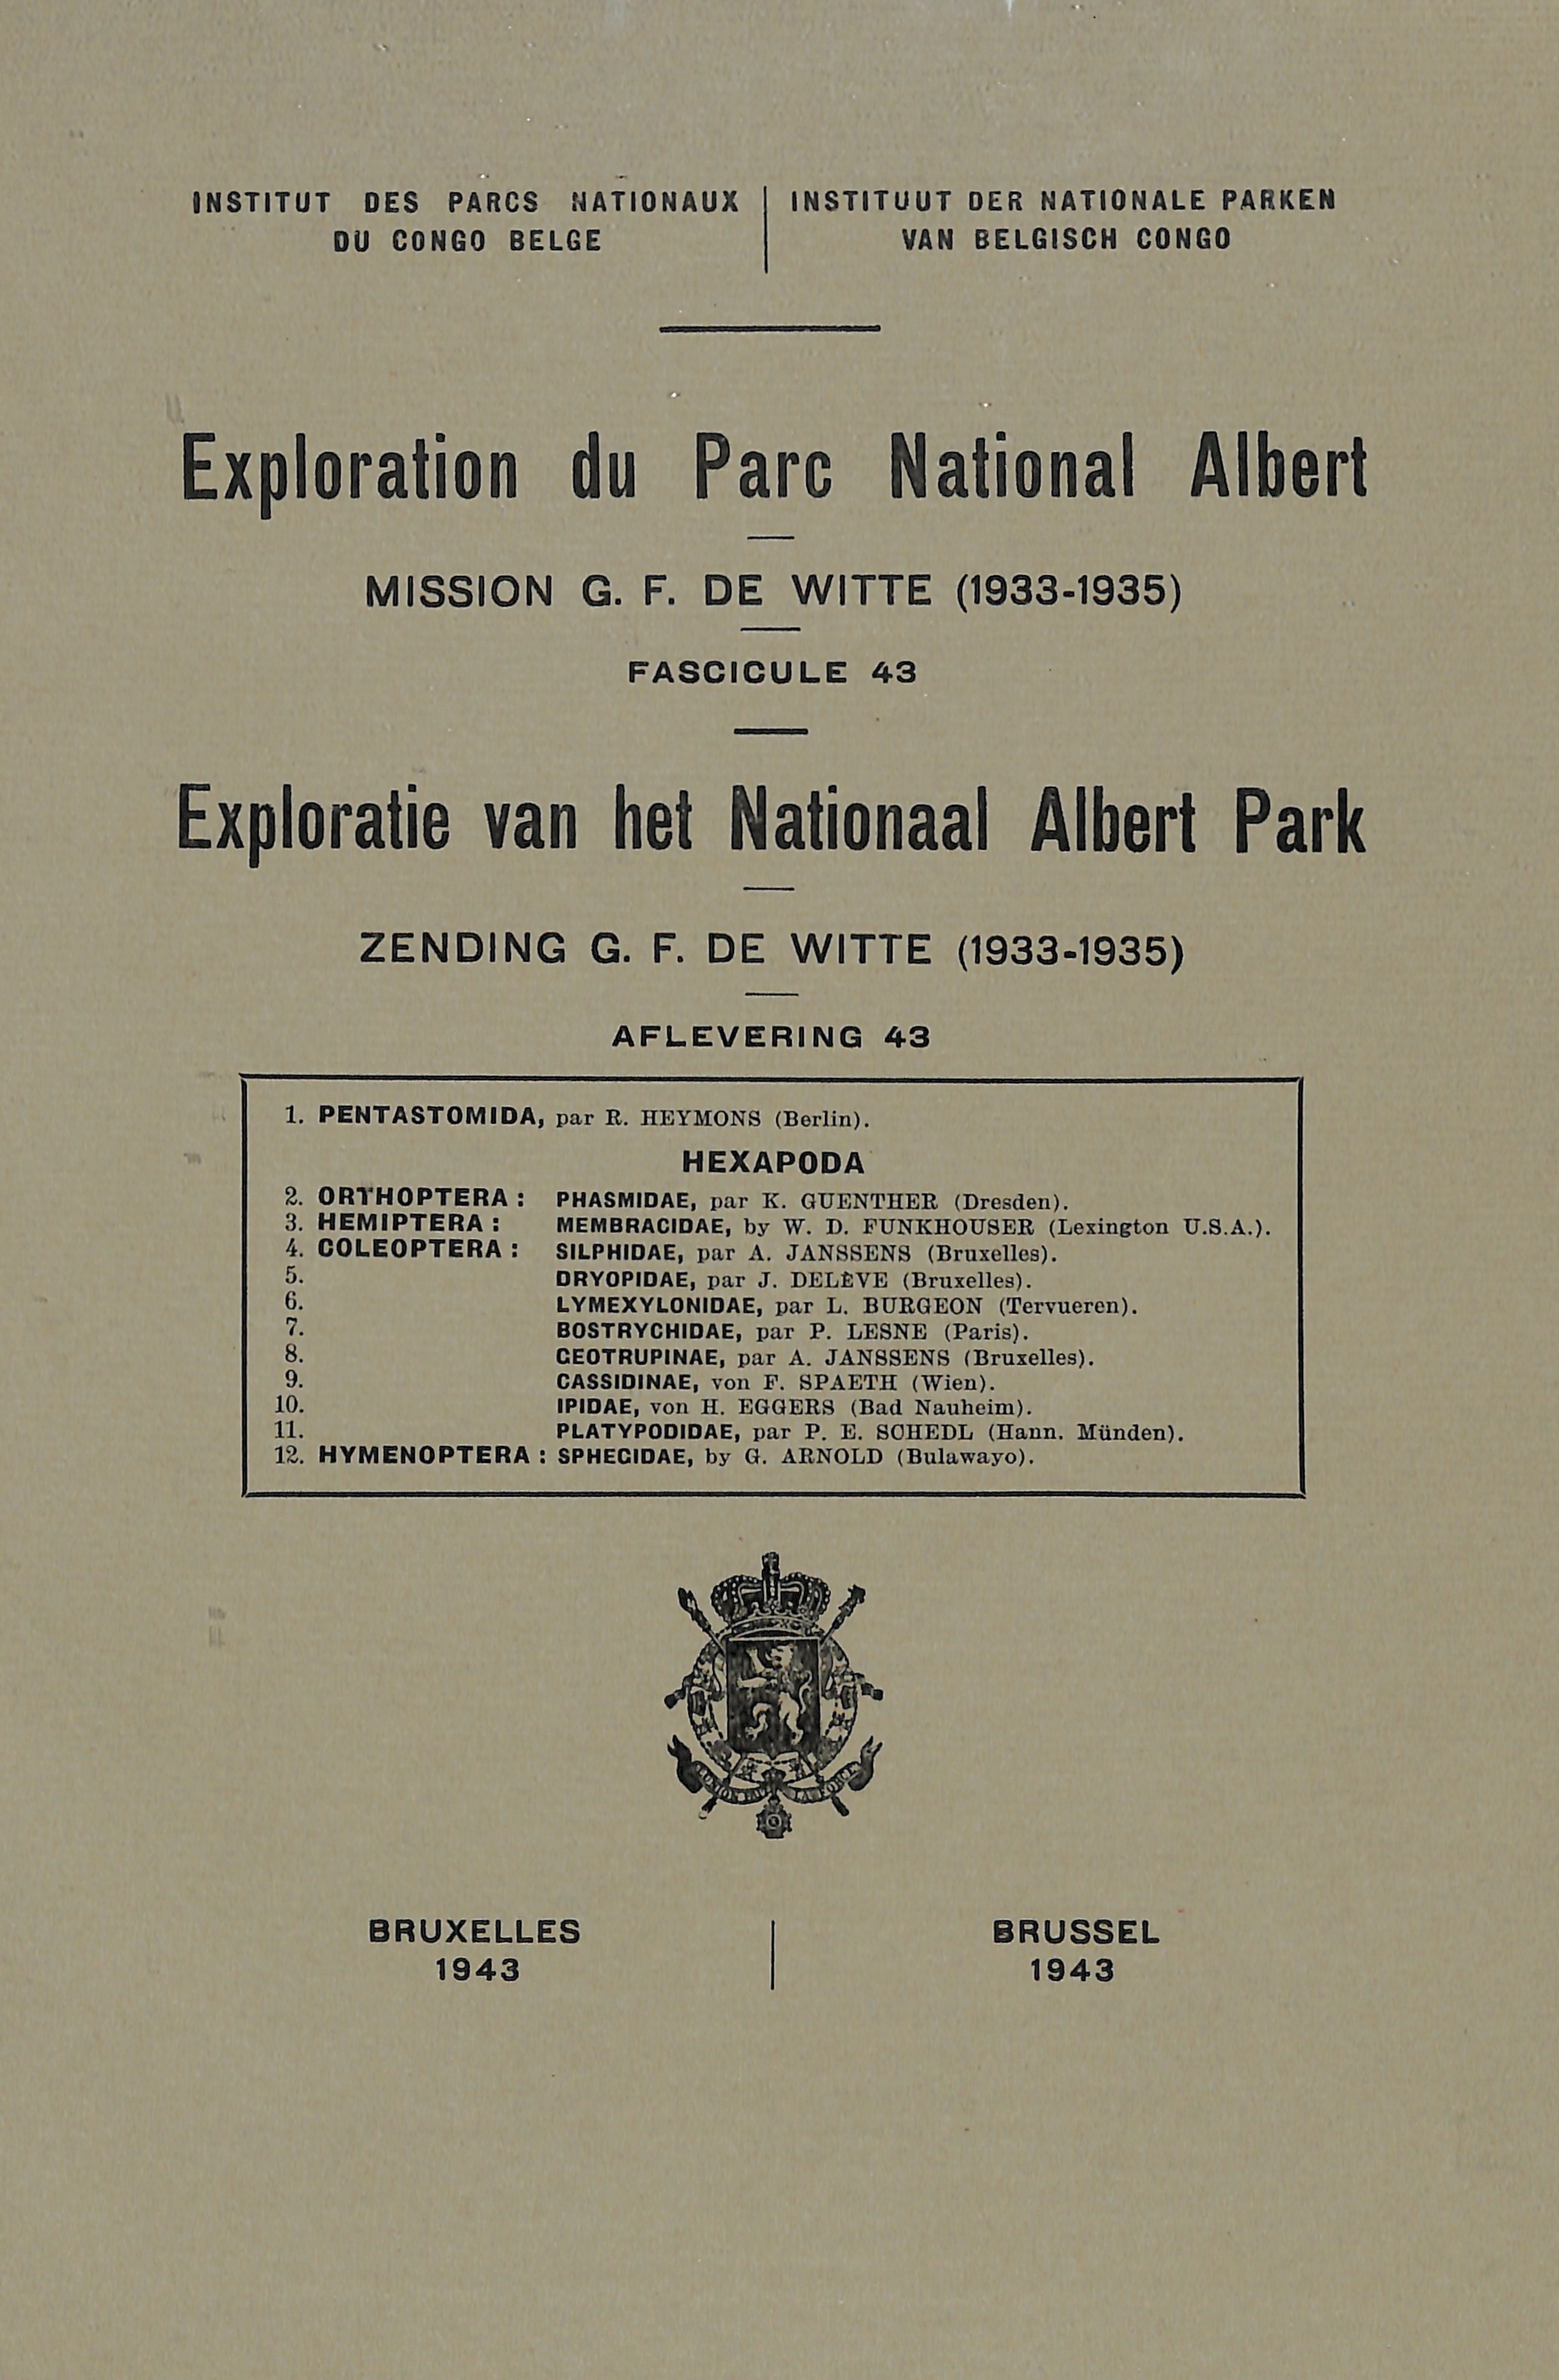 INSTITUT DES PARCS NATIONAUX
DU CONGO BELGE
INSTITUUT DER NATIONALE PARKEN
VAN BELGISCH CONGO
Exploration du Parc National Albert
MISSION G. F. DE WITTE (1933-1935)
FASCICULE 43
Exploratie van het Nationaal Albert Park
ZENDING G. F. DE WITTE (1933-1935)
AFLEVERING 43
1. PENTASTOMIDA, par R. HEYMONS (Berlin).
HEXAPODA
2. ORTHOPTERA : PHASMIDAE, par K. GUENTHER (Dresden).
3. HEMIPTERA : MEMBRACIDAE, by W. D. FUNKHOUSER (Lexington U.S.A.).
4. COLEOPTERA : SILPHIDAE, par A. JANSSENS (Bruxelles).
5. DRYOPIDAE, par J. DELÈVE (Bruxelles).
6. LYMEXYLONIDAE, par L. BURGEON (Tervueren).
7. BOSTRYCHIDAE, par P. LESNE (Paris).
8. GEOTRUPINAE, par A. JANSSENS (Bruxelles).
9. CASSIDINAE, von F. SPAETH (Wien).
10. IPIDAE, von H. EGGERS (Bad Nauheim).
11. PLATYPODIDAE, par P. E. SCHEDL (Hann. Münden).
12. HYMENOPTERA : SPHEGIDAE, by G. ARNOLD (Bulawayo).
BRUXELLES
1943
BRUSSEL
1943